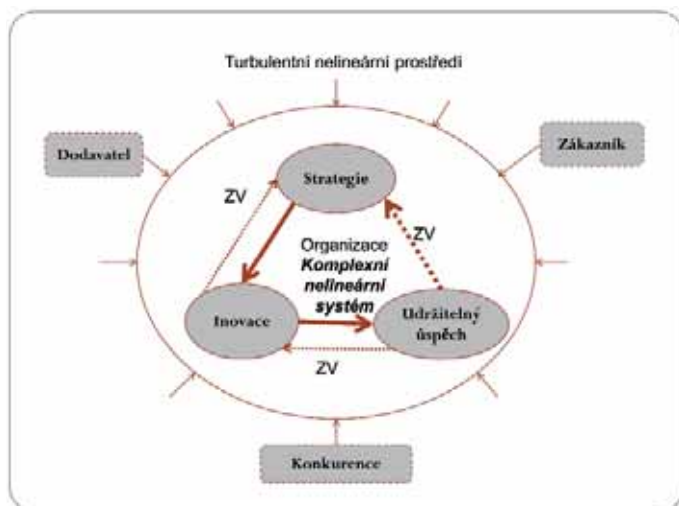 Turbulentní nelineární prostředí
Dodavatel
Zákazník
Strategie
ZV
ZV
Organizace
Komplexní
nelineární
systém
Inovace
Udržitelný
úspěch
ZV
Konkurence